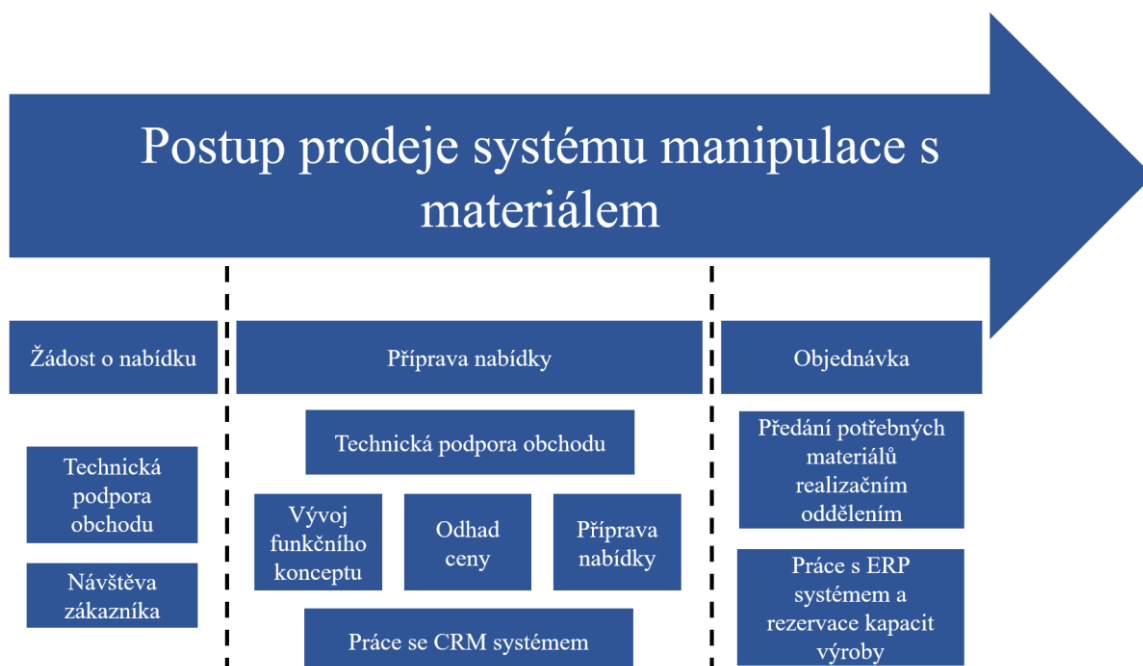 Postup prodeje systému manipulace s
materiálem
Žádost o nabídku
Příprava nabídky
Objednávka
Technická
podpora
obchodu
Návštěva
zákazníka
Technická podpora obchodu
Vývoj
funkčního
konceptu
Odhad
ceny
Příprava
nabídky
Práce se CRM systémem
Předání potřebných
materiálů
realizačním
oddělením
Práce s ERP
systémem a
rezervace kapacit
výroby